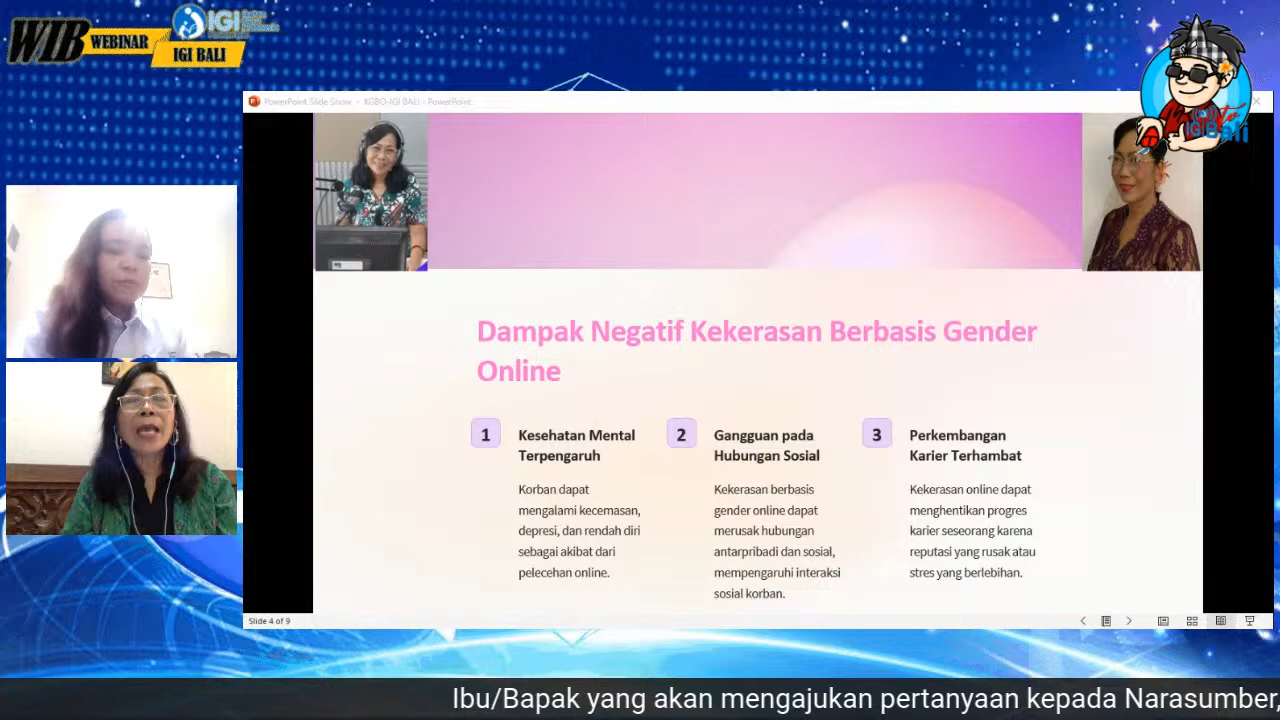 WIB WEBINAR
IGI BALI
IGI
PowerPoint Slide Show - KGBO-IGI BALI - PowerPoint
IGI Bali
Dampak Negatif Kekerasan Berbasis Gender
Online
1
Kesehatan Mental
Terpengaruh
Korban dapat
mengalami kecemasan,
depresi, dan rendah diri
sebagai akibat dari
pelecehan online.
2
Gangguan pada
Hubungan Sosial
Kekerasan berbasis
gender online dapat
merusak hubungan
antarpribadi dan sosial,
mempengaruhi interaksi
sosial korban.
3
Perkembangan
Karier Terhambat
Kekerasan online dapat
menghentikan progres
karier seseorang karena
reputasi yang rusak atau
stres yang berlebihan.
Slide 4 of 9
Ibu/Bapak yang akan mengajukan pertanyaan kepada Narasumber,